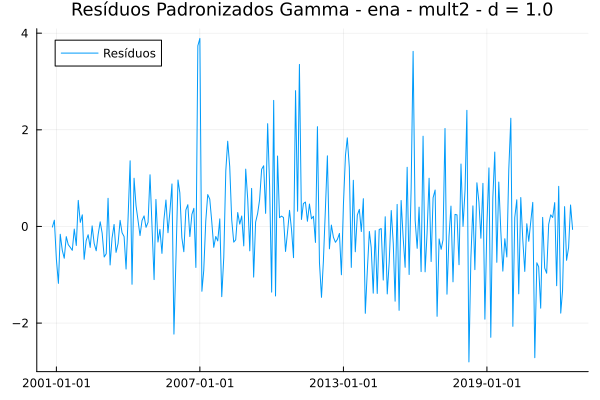 Resíduos Padronizados Gamma - ena - mult2 - d = 1.0
Resíduos
4
2
0
−2
2001-01-01 2007-01-01 2013-01-01 2019-01-01